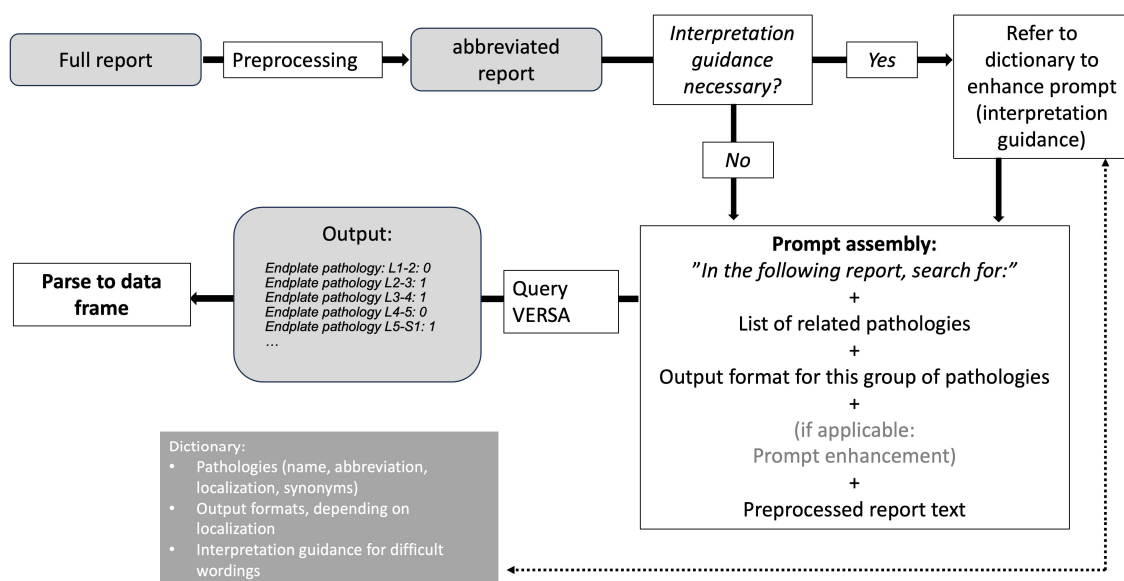 Full report
Preprocessing
abbreviated
report
Interpretation
guidance
necessary?
Yes
Refer to
dictionary to
enhance prompt
(interpretation
guidance)
No
Prompt assembly:
”In the following report, search for:”
+
List of related pathologies
+
Output format for this group of pathologies
+
(if applicable:
Prompt enhancement)
+
Preprocessed report text
Query
VERSA
Output:
Endplate pathology: L1-2: 0
Endplate pathology L2-3: 1
Endplate pathology L3-4: 1
Endplate pathology L4-5: 0
Endplate pathology L5-S1: 1
…
Parse to data
frame
Dictionary:
• Pathologies (name, abbreviation,
localization, synonyms)
• Output formats, depending on
localization
• Interpretation guidance for difficult
wordings